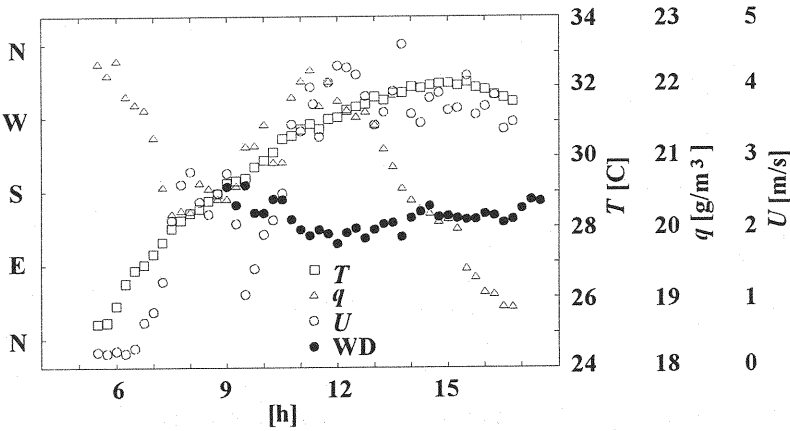 34 23 5
N
32 22 4
W
30 21 3
S
28 20 2
E
26 19 1
N
24 18 0
T [C]
q [g/m³]
U [m/s]
T
q
U
WD
6 9 12 15
[h]